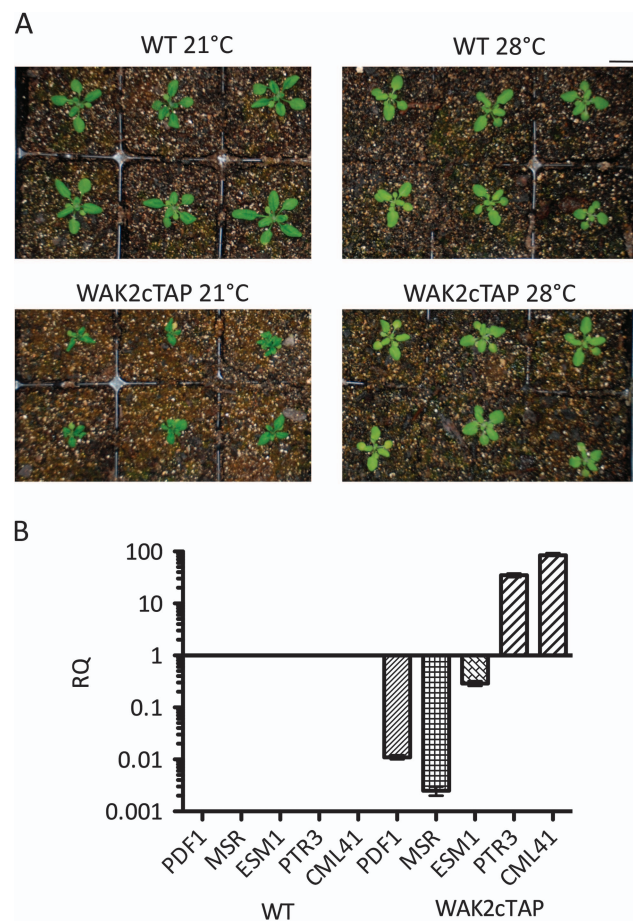 A
WT 21°C
WT 28°C
WAK2cTAP 21°C
WAK2cTAP 28°C
B
100
10
1
0.1
0.01
0.001
RQ
PDF1 MSR ESM1 PTR3 CML41 PDF1 MSR ESM1 PTR3 CML41
WT WAK2cTAP